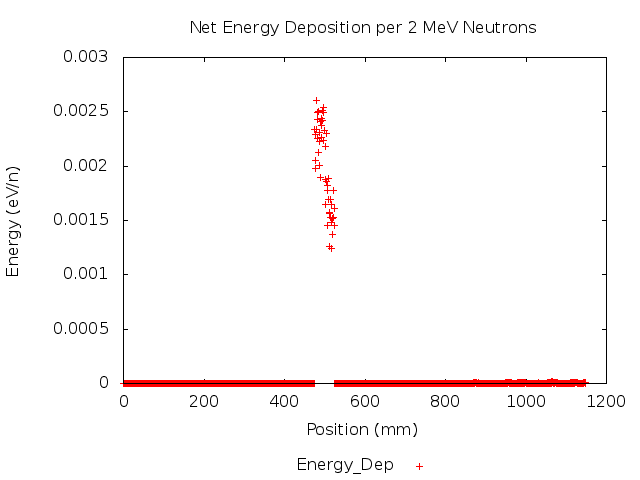 Net Energy Deposition per 2 MeV Neutrons
0.003
0.0025
0.002
0.0015
0.001
0.0005
0
Energy (eV/n)
0 200 400 600 800 1000 1200
Position (mm)
Energy_Dep